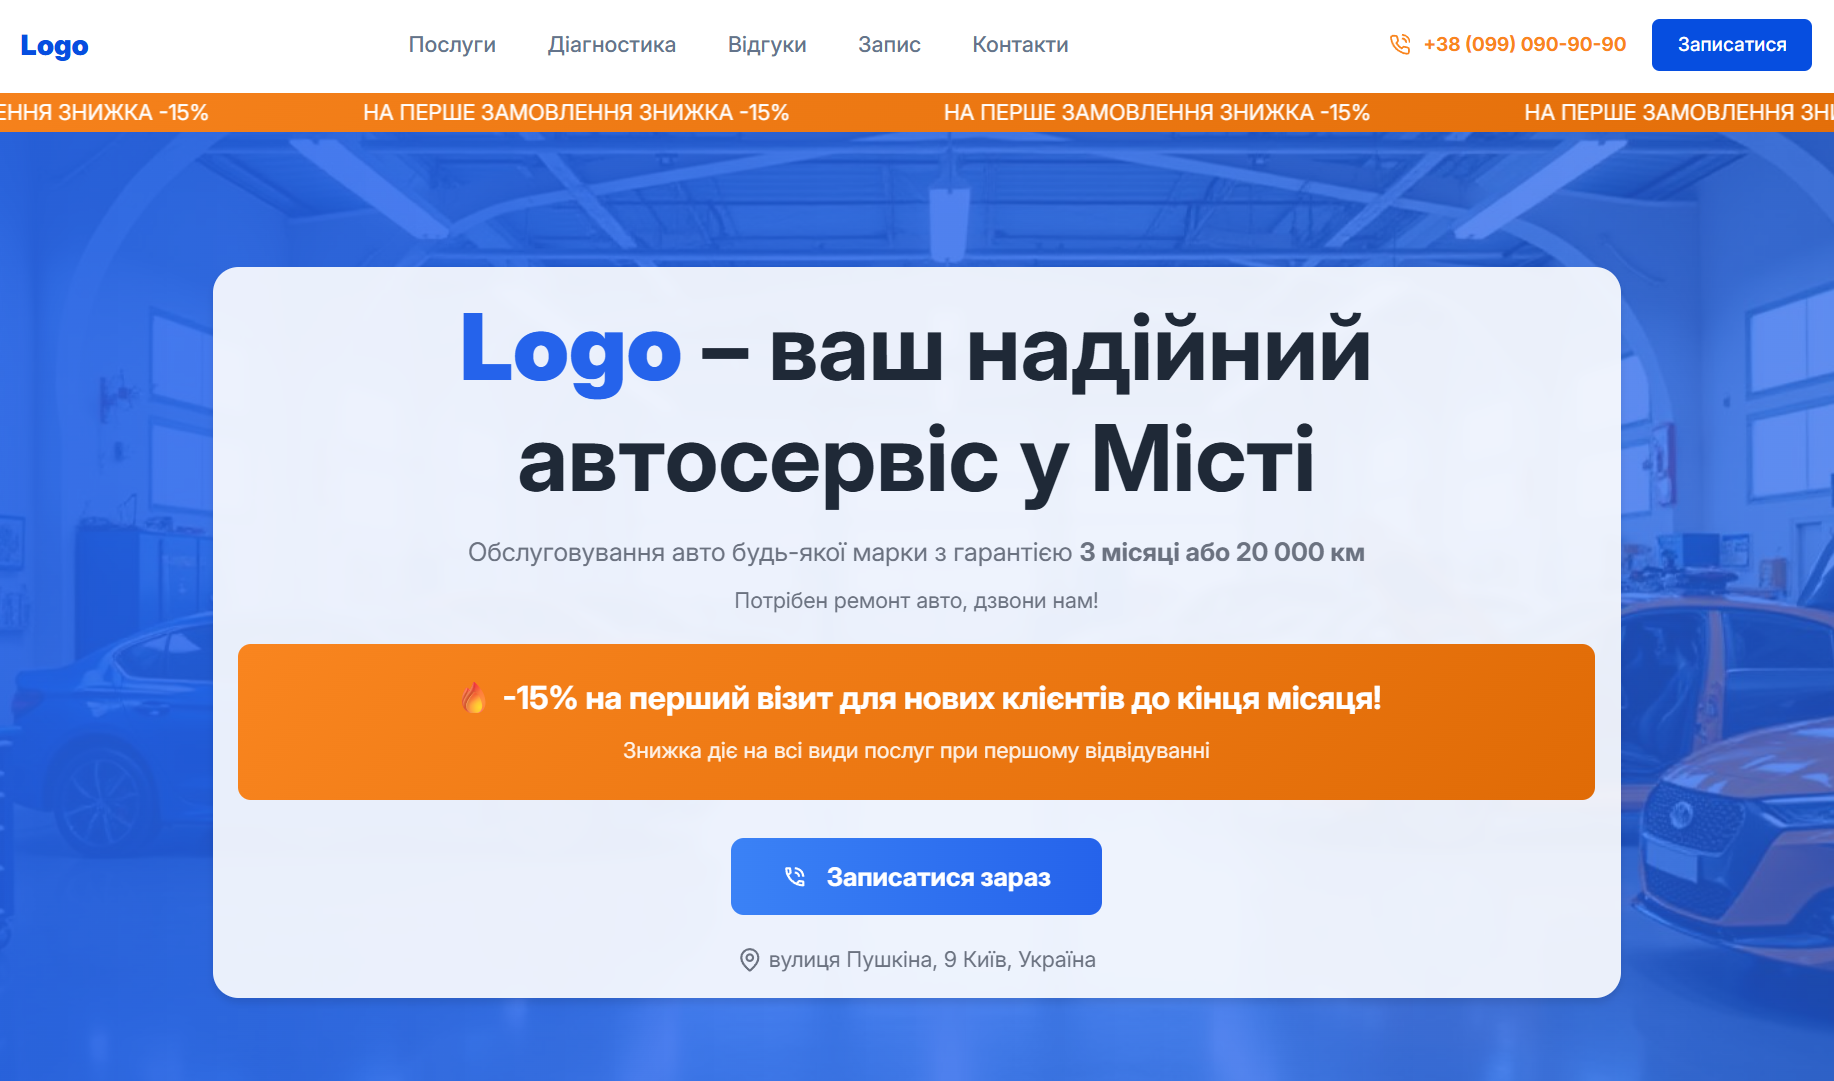 Logo
Послуги
Діагностика
Відгуки
Запис
Контакти
+38 (099) 090-90-90
Записатися
ЕННЯ ЗНИЖКА -15% НА ПЕРШЕ ЗАМОВЛЕННЯ ЗНИЖКА -15% НА ПЕРШЕ ЗАМОВЛЕННЯ ЗНИЖКА -15% НА ПЕРШЕ ЗАМОВЛЕННЯ ЗНИ
Logo – ваш надійний
автосервіс у Місті
Обслуговування авто будь-якої марки з гарантією 3 місяці або 20 000 км
Потрібен ремонт авто, дзвони нам!
🔥 -15% на перший візит для нових клієнтів до кінця місяця!
Знижка діє на всі види послуг при першому відвідуванні
Записатися зараз
вулиця Пушкіна, 9 Київ, Україна